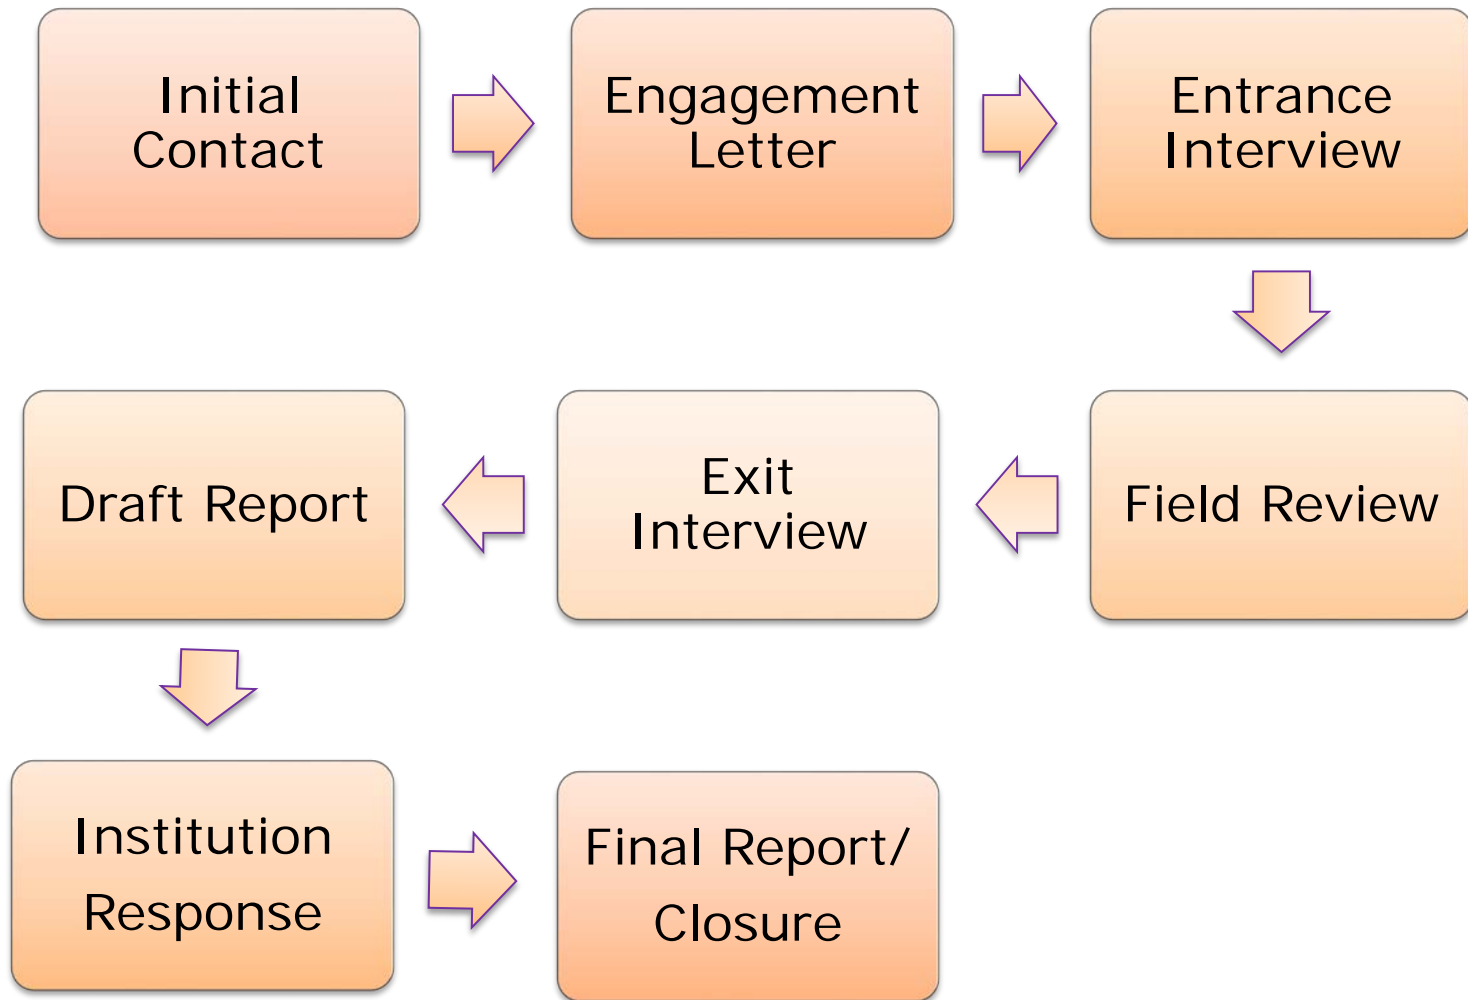 Initial
Contact
Engagement
Letter
Entrance
Interview
Field Review
Exit
Interview
Draft Report
Institution
Response
Final Report/
Closure